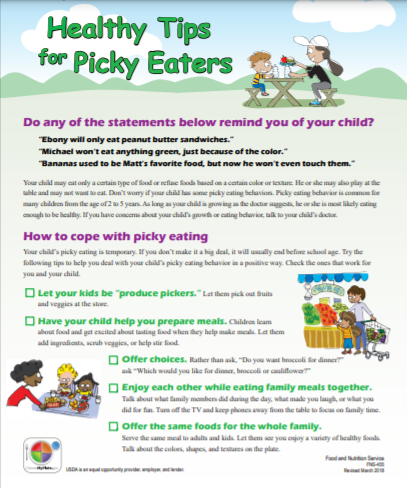 Healthy Tips
for Picky Eaters
Do any of the statements below remind you of your child?
"Ebony will only eat peanut butter sandwiches."
"Michael won't eat anything green, just because of the color."
"Bananas used to be Matt's favorite food, but now he won't even touch them."
Your child may eat only a certain type of food or refuse foods based on a certain color or texture. He or she may also play at the
table and may not want to eat. Don't worry if your child has some picky eating behaviors. Picky eating behavior is common for
many children from the age of 2 to 5 years. As long as your child is growing as the doctor suggests, he or she is most likely eating
enough to be healthy. If you have concerns about your child's growth or eating behavior, talk to your child's doctor.
How to cope with picky eating
Your child's picky eating is temporary. If you don't make it a big deal, it will usually end before school age. Try the
following tips to help you deal with your child's picky eating behavior in a positive way. Check the ones that work for
you and your child.
Let your kids be "produce pickers." Let them pick out fruits
and veggies at the store.
Have your child help you prepare meals. Children learn
about food and get excited about tasting food when they help make meals. Let them
add ingredients, scrub veggies, or help stir food.
Offer choices. Rather than ask, "Do you want broccoli for dinner?"
ask "Which would you like for dinner, broccoli or cauliflower?"
Enjoy each other while eating family meals together.
Talk about what family members did during the day, what made you laugh, or what you
did for fun. Turn off the TV and keep phones away from the table to focus on family time.
Offer the same foods for the whole family.
Serve the same meal to adults and kids. Let them see you enjoy a variety of healthy foods.
Talk about the colors, shapes, and textures on the plate.
USDA is an equal opportunity provider, employer, and lender.
Food and Nutrition Service
FNS-455
Revised March 2018